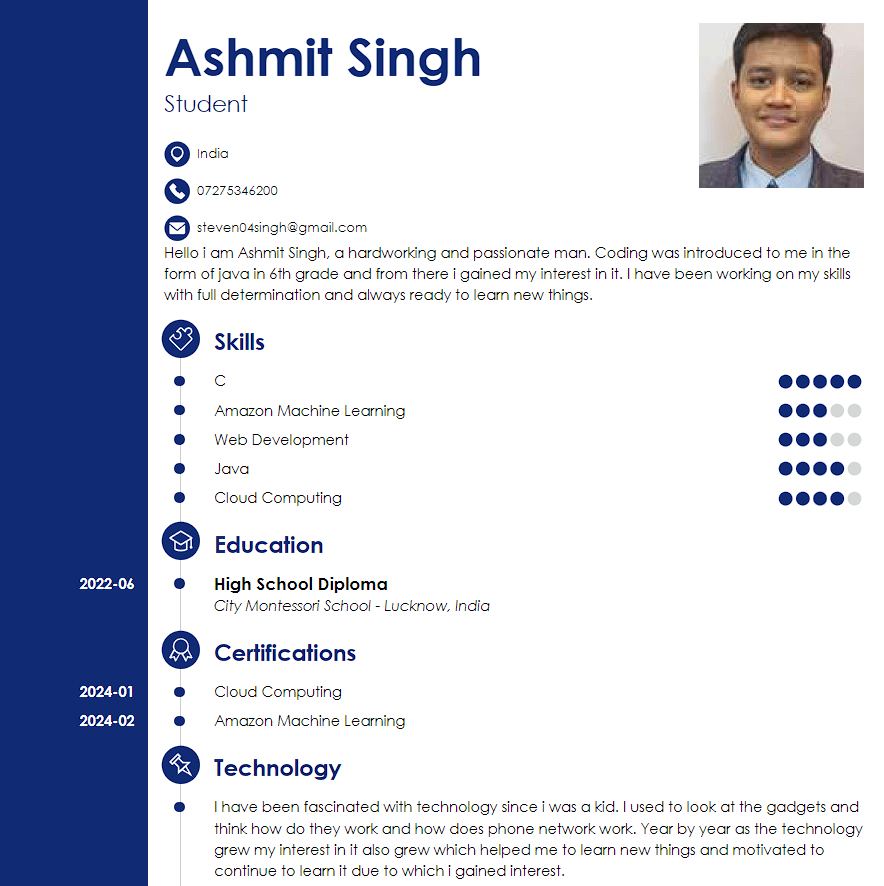 Ashmit Singh
Student
India
07275346200
steven04singh@gmail.com
Hello i am Ashmit Singh, a hardworking and passionate man. Coding was introduced to me in the
form of java in 6th grade and from there i gained my interest in it. I have been working on my skills
with full determination and always ready to learn new things.
Skills
C
Amazon Machine Learning
Web Development
Java
Cloud Computing
Education
2022-06 High School Diploma
City Montessori School - Lucknow, India
Certifications
2024-01 Cloud Computing
2024-02 Amazon Machine Learning
Technology
I have been fascinated with technology since i was a kid. I used to look at the gadgets and
think how do they work and how does phone network work. Year by year as the technology
grew my interest in it also grew which helped me to learn new things and motivated to
continue to learn it due to which i gained interest.